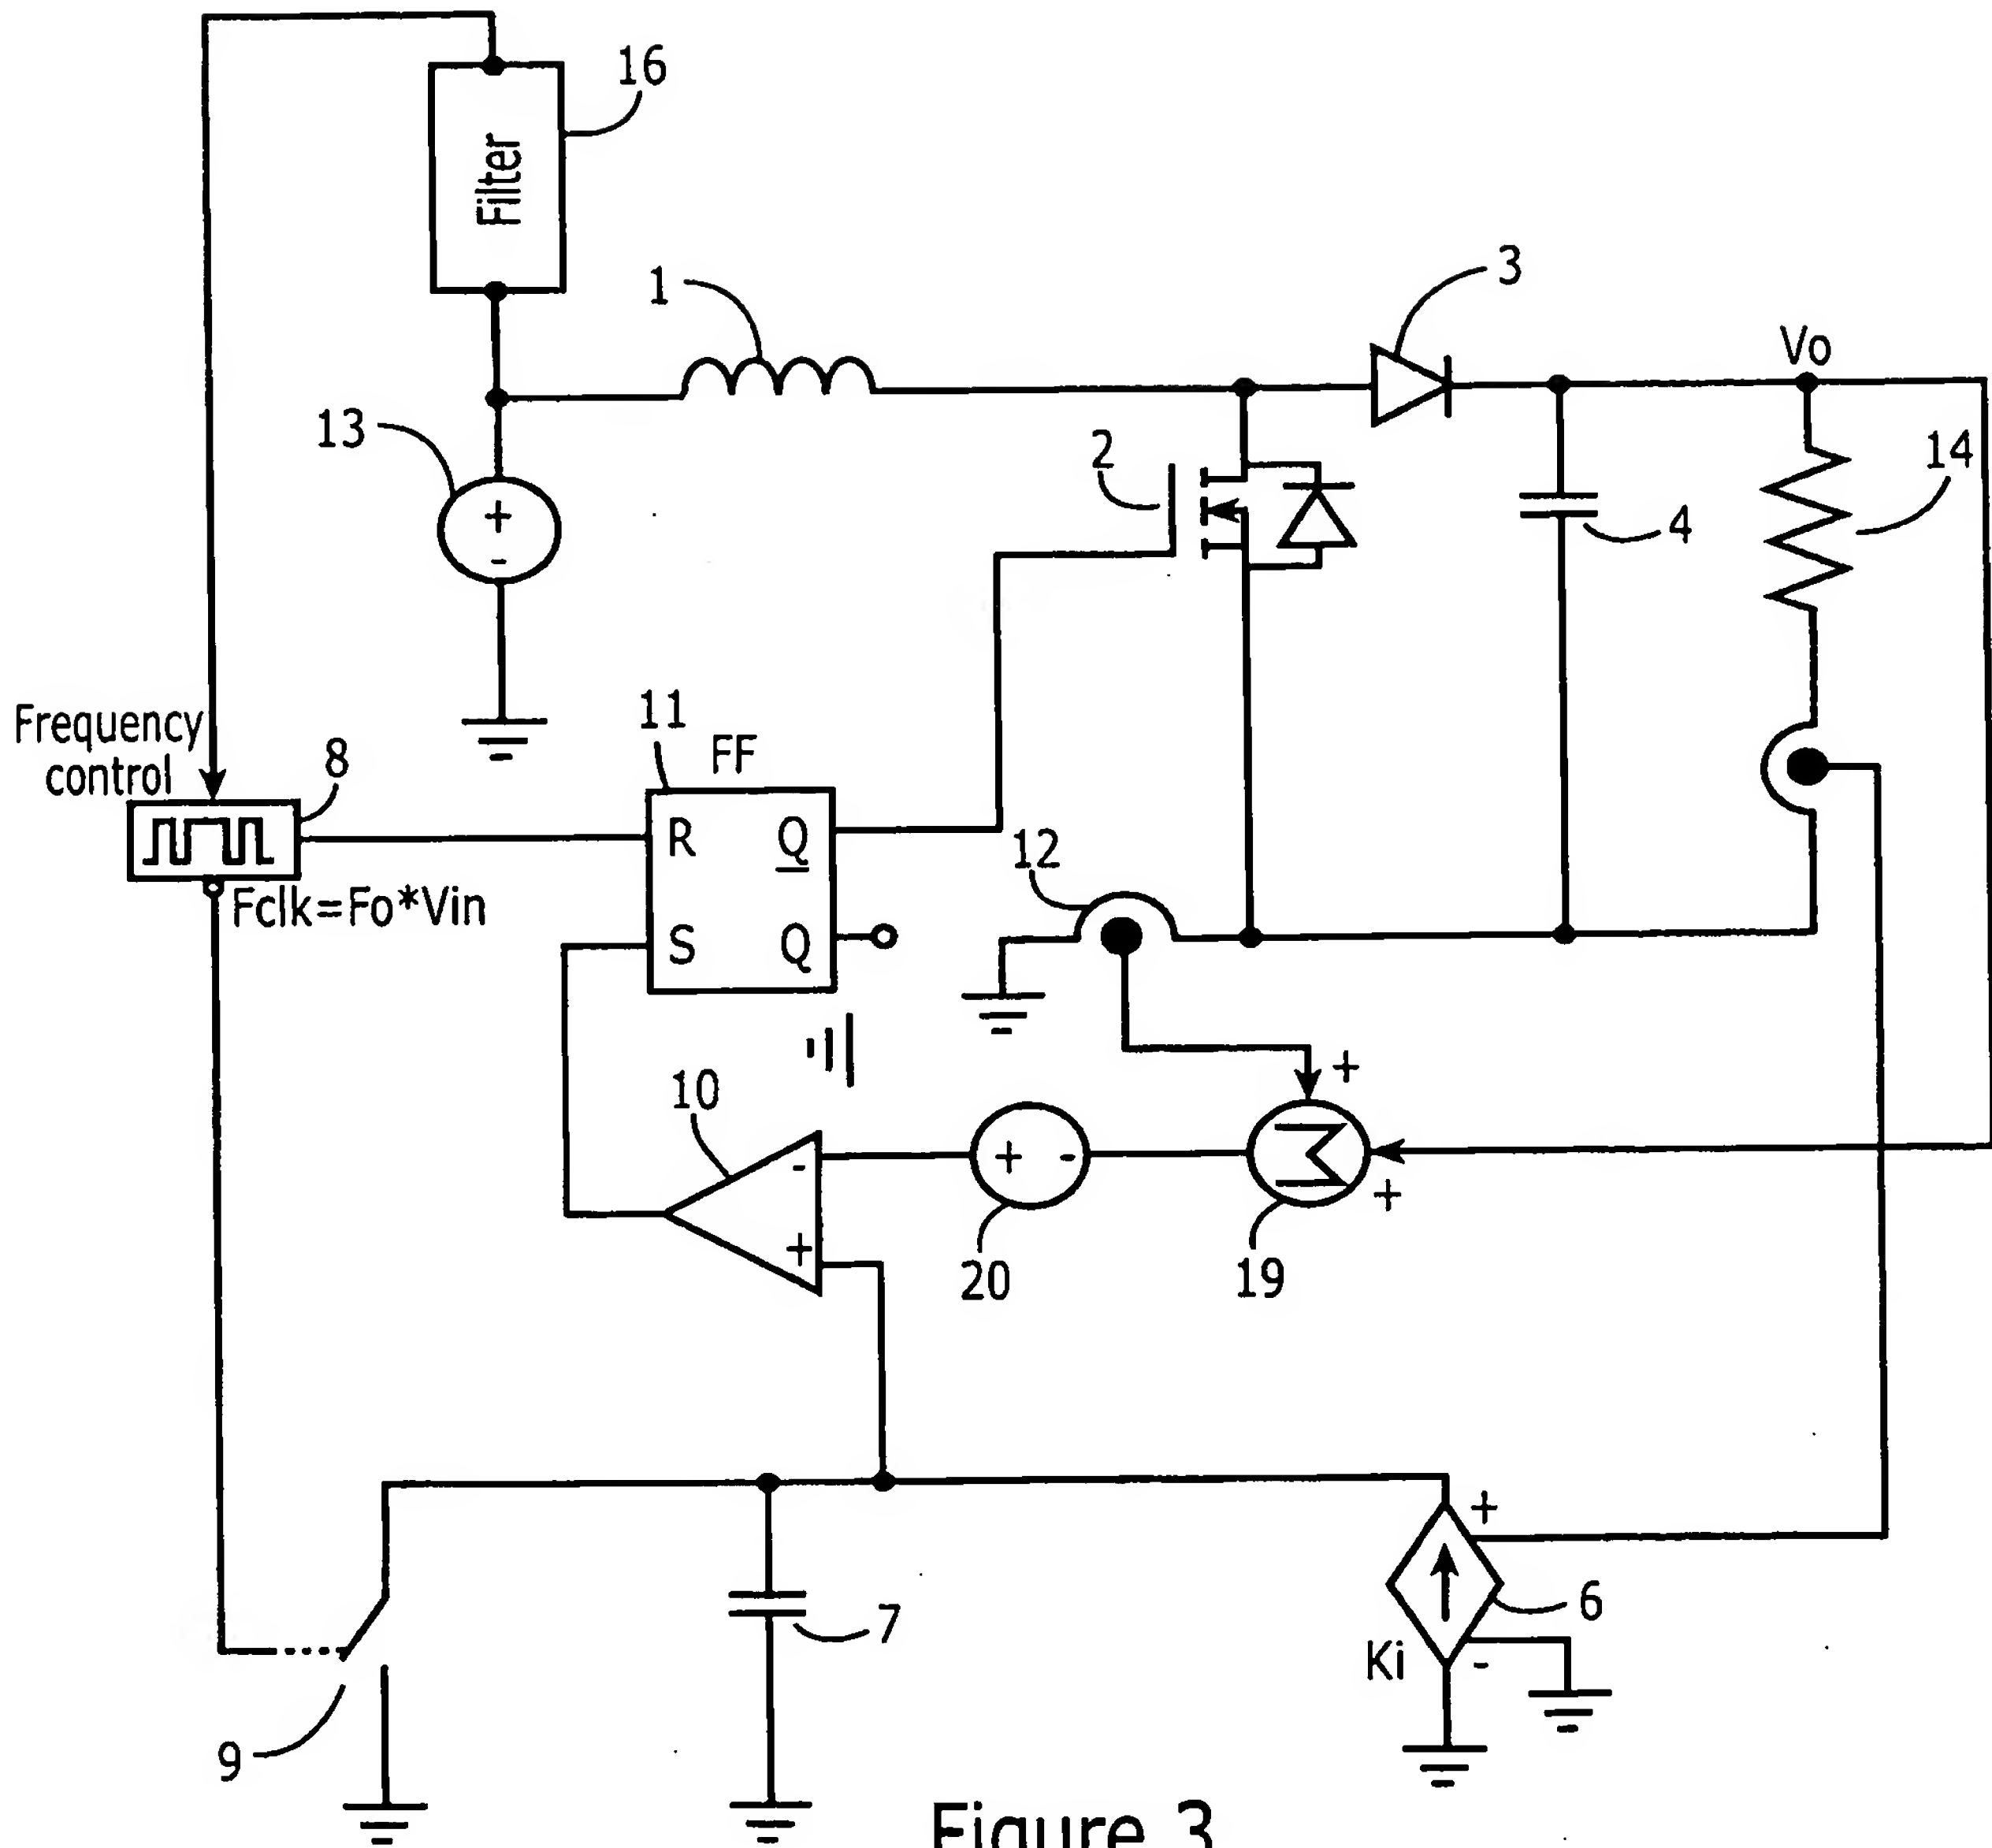 16
Filter
1
3
Vo
13
2
14
4
+
-
11
FF
Frequency
control
8
R
Q
12
Fclk=Fo*Vin
S
Q
+
10
-
+
-
+
+
20
19
+
6
7
Ki
-
9
Figure 3